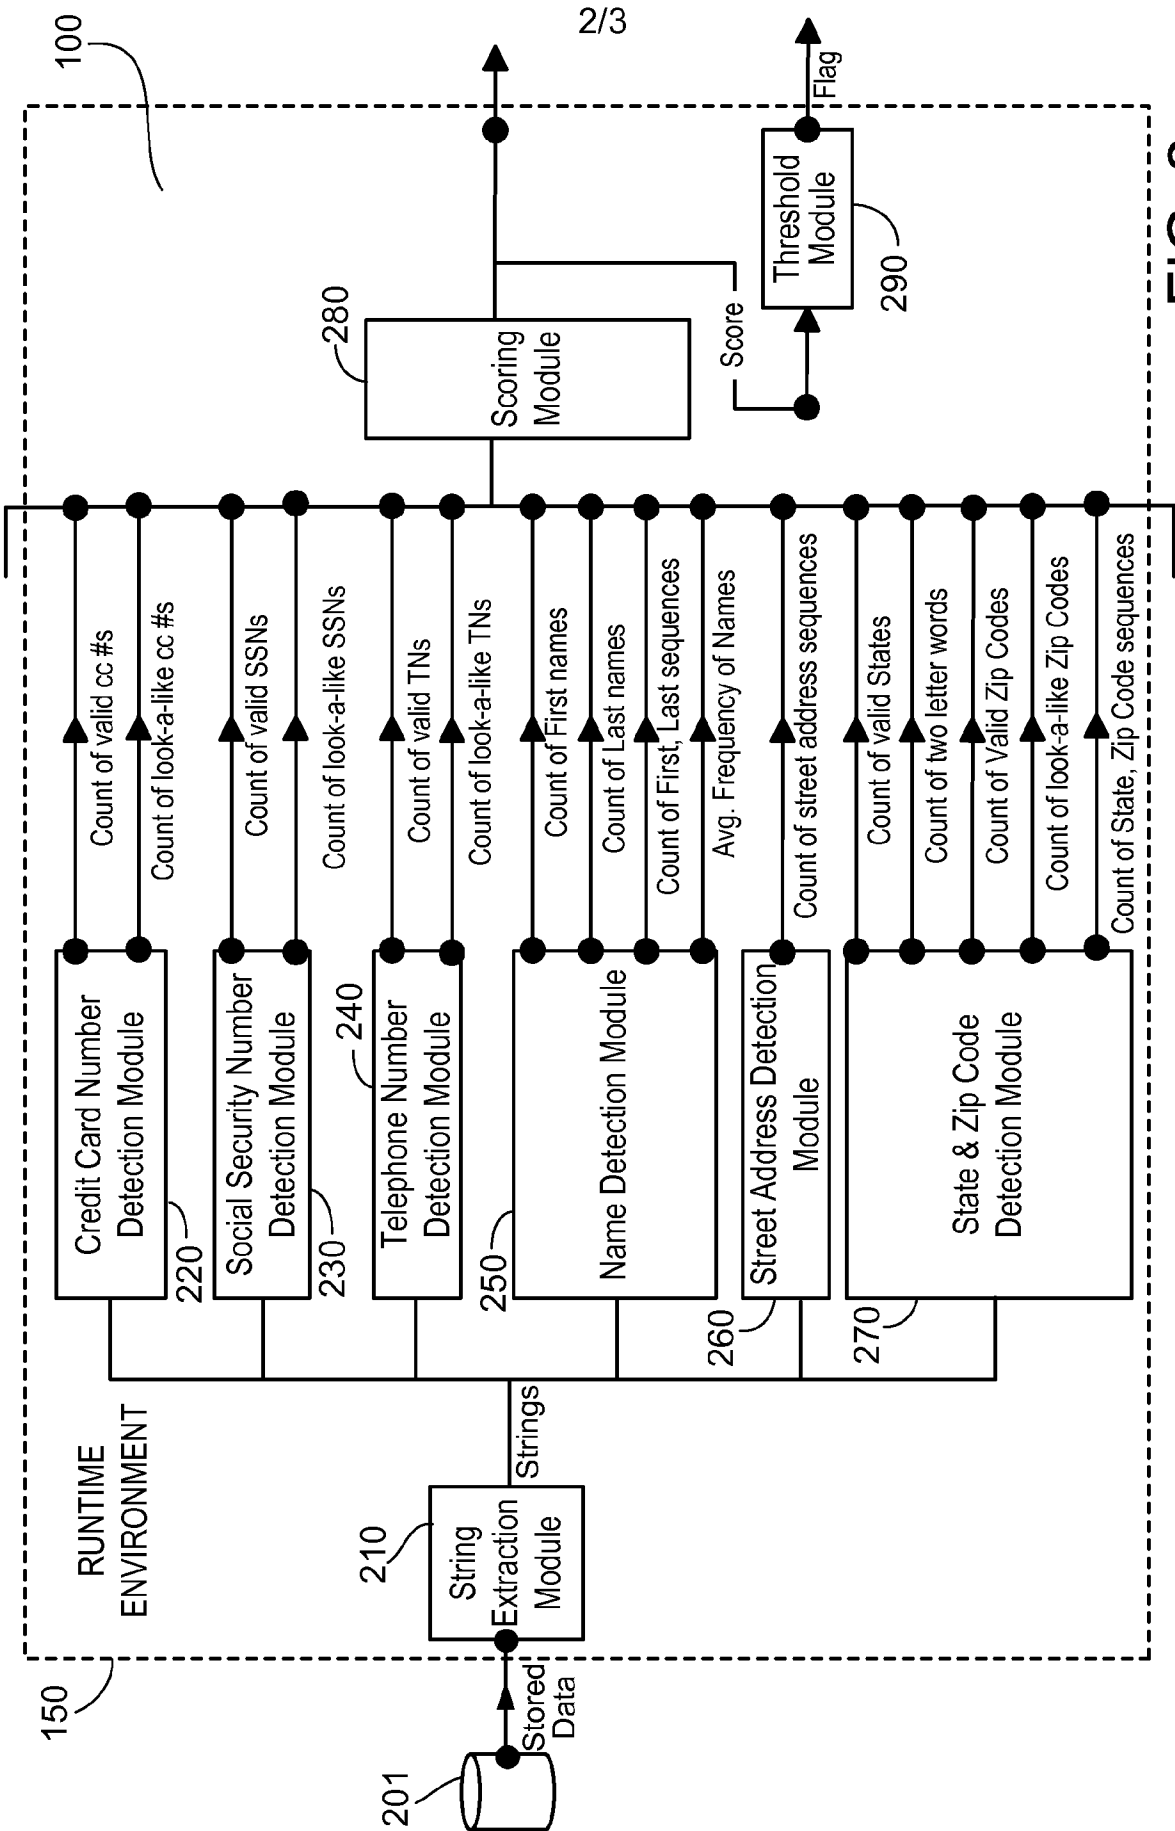 2/3
100
150
RUNTIME
ENVIRONMENT
201
Stored
Data
210
String
Extraction
Module
Strings
Credit Card Number
Detection Module
220
Social Security Number
Detection Module
230
Telephone Number
Detection Module
240
Name Detection Module
250
Street Address Detection
Module
260
State & Zip Code
Detection Module
270
Count of valid cc #s
Count of look-a-like cc #s
Count of valid SSNs
Count of look-a-like SSNs
Count of valid TNs
Count of look-a-like TNs
Count of First names
Count of Last names
Count of First, Last sequences
Avg. Frequency of Names
Count of street address sequences
Count of valid States
Count of two letter words
Count of Valid Zip Codes
Count of look-a-like Zip Codes
Count of State, Zip Code sequences
280
Scoring
Module
Score
Threshold
Module
290
Flag